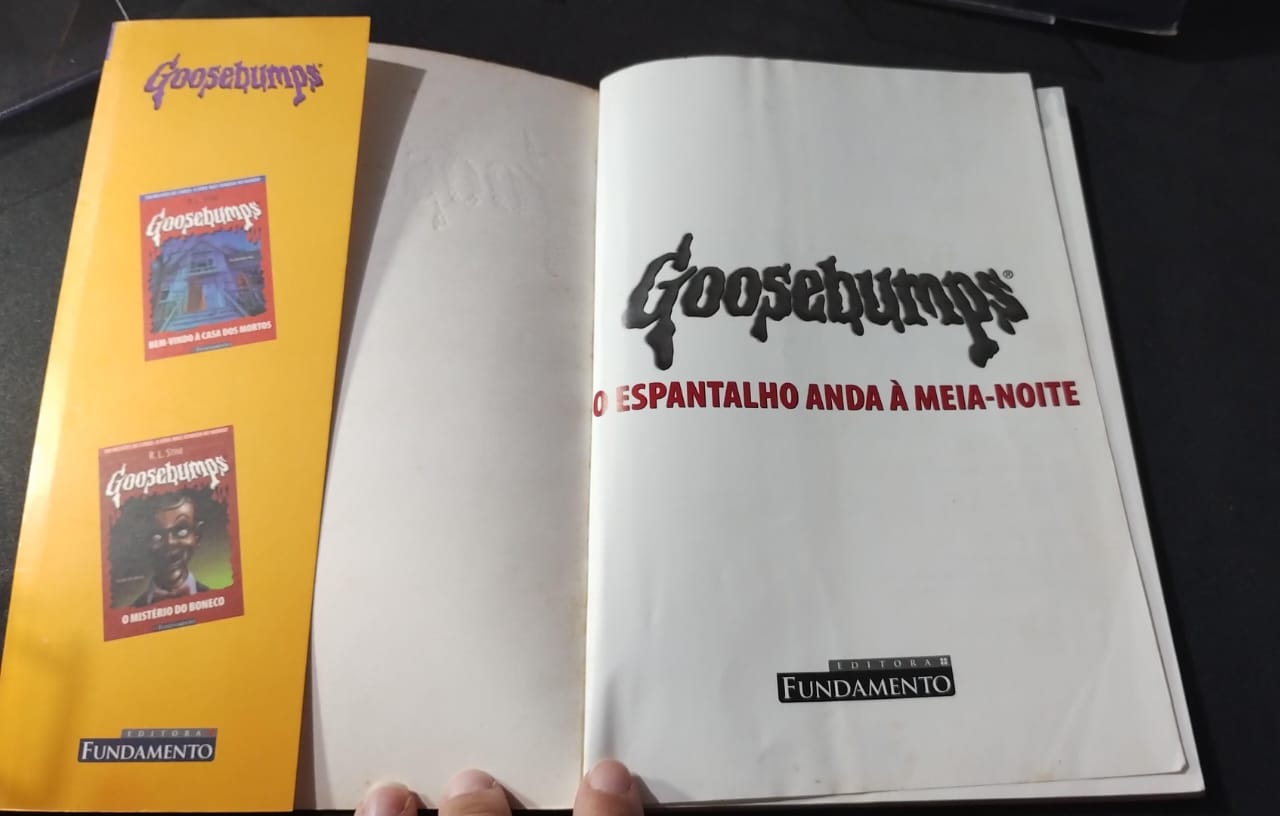 Goosebumps
R. L. Stine
Goosebumps
BEM-VINDO À CASA DOS MORTOS
R. L. Stine
Goosebumps
O MISTÉRIO DO BONECO
EDITORA
FUNDAMENTO
Goosebumps®
O ESPANTALHO ANDA À MEIA-NOITE
EDITORA
FUNDAMENTO